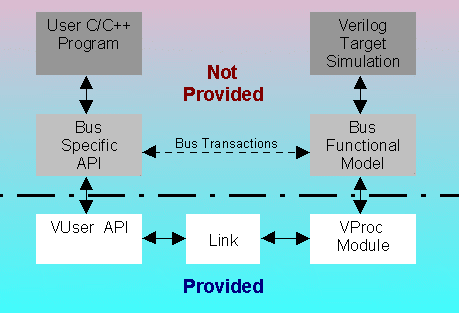 User C/C++
Program
Verilog
Target
Simulation
Not
Provided
Bus
Specific
API
Bus Transactions
Bus
Functional
Model
VUser API
Link
VProc
Module
Provided